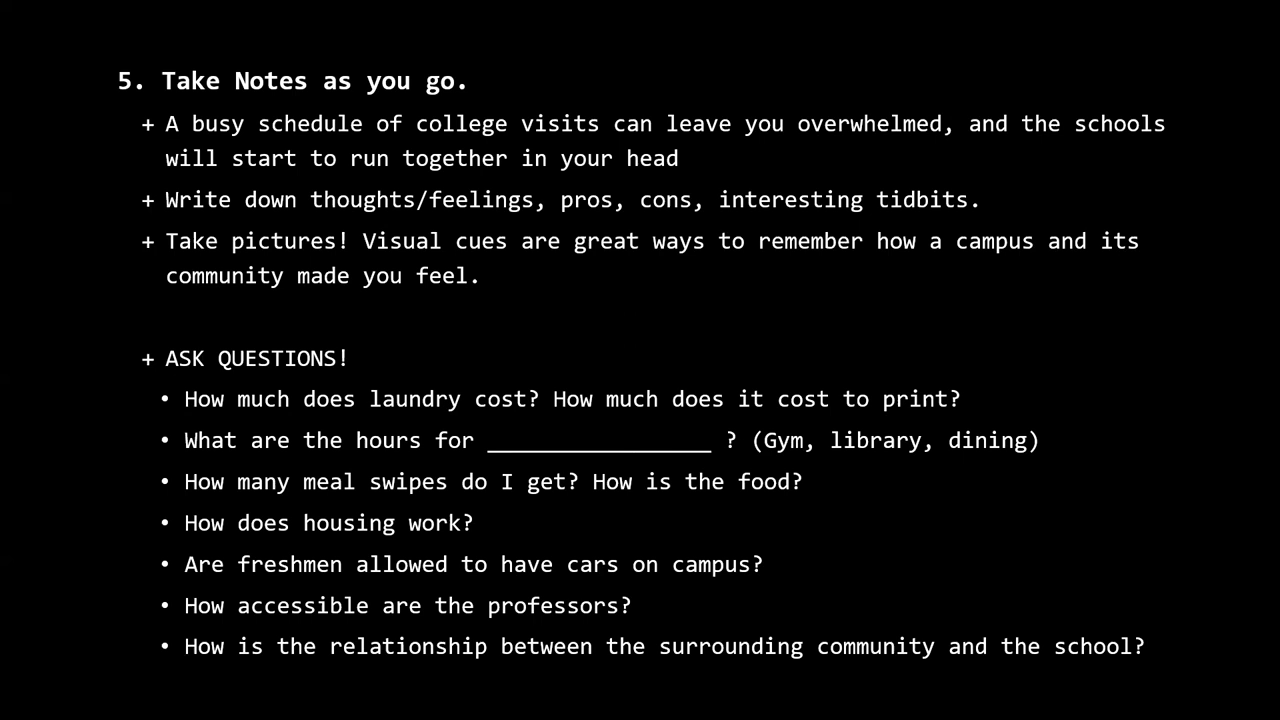 5. Take Notes as you go.
+ A busy schedule of college visits can leave you overwhelmed, and the schools
will start to run together in your head
+ Write down thoughts/feelings, pros, cons, interesting tidbits.
+ Take pictures! Visual cues are great ways to remember how a campus and its
community made you feel.
+ ASK QUESTIONS!
• How much does laundry cost? How much does it cost to print?
• What are the hours for _________________ ? (Gym, library, dining)
• How many meal swipes do I get? How is the food?
• How does housing work?
• Are freshmen allowed to have cars on campus?
• How accessible are the professors?
• How is the relationship between the surrounding community and the school?